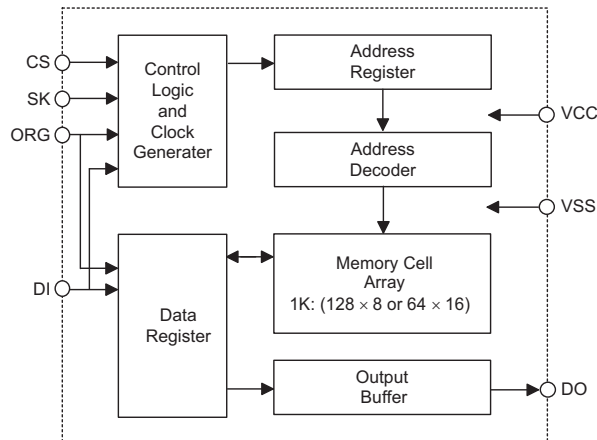 CS
SK
ORG
DI
Control
Logic
and
Clock
Generater
Address
Register
Address
Decoder
VCC
VSS
Memory Cell
Array
1K: (128 × 8 or 64 × 16)
Data
Register
Output
Buffer
DO